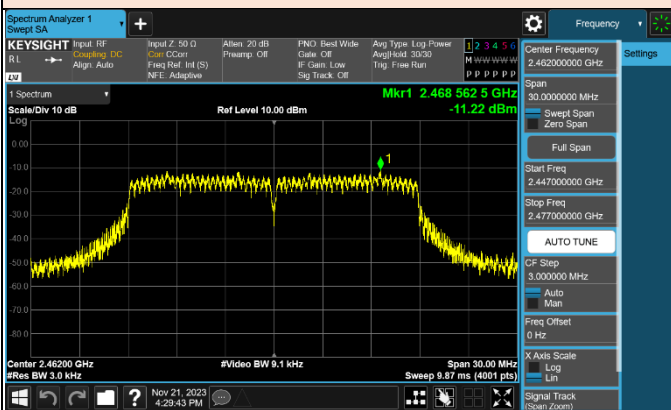 Spectrum Analyzer 1
Swept SA
+
Frequency
KEYSIGHT
RL
LXI
Input: RF
Coupling: DC
Align: Auto
Input Z: 50 Ω
Corr CCorr
Freq Ref: Int (S)
NFE: Adaptive
Atten: 20 dB
Preamp: Off
PNO: Best Wide
Gate: Off
IF Gain: Low
Sig Track: Off
Avg Type: Log-Power
Avg|Hold: 30/30
Trig: Free Run
1 2 3 4 5 6
M W W W W W
P P P P P P
1 Spectrum
Scale/Div 10 dB
Log
Ref Level 10.00 dBm
Mkr1 2.468 562 5 GHz
-11.22 dBm
1
0.00
-10.0
-20.0
-30.0
-40.0
-50.0
-60.0
-70.0
-80.0
Center 2.46200 GHz
#Res BW 3.0 kHz
#Video BW 9.1 kHz
Span 30.00 MHz
Sweep 9.87 ms (4001 pts)
Center Frequency
2.462000000 GHz
Settings
Span
30.0000000 MHz
Swept Span
Zero Span
Full Span
Start Freq
2.447000000 GHz
Stop Freq
2.477000000 GHz
AUTO TUNE
CF Step
3.000000 MHz
Auto
Man
Freq Offset
0 Hz
X Axis Scale
Log
Lin
Signal Track
(Span Zoom)
?
Nov 21, 2023
4:29:43 PM